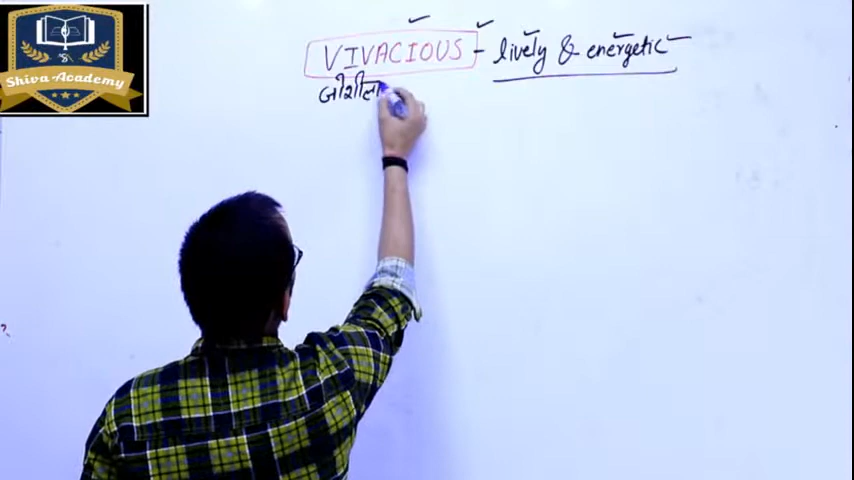 Shiva Academy
VIVACIOUS - lively & energetic -
जोशीला
?